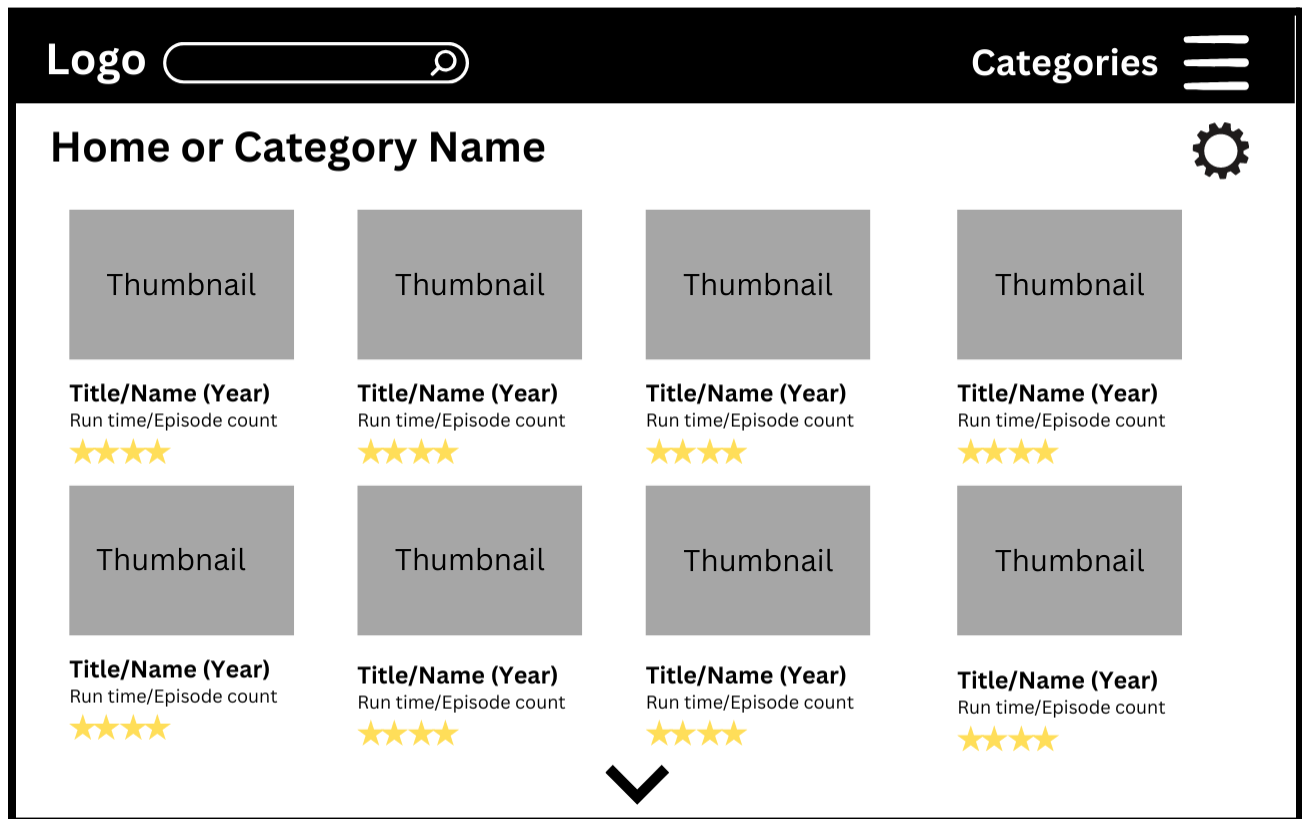 Logo
Categories
Home or Category Name
Thumbnail
Thumbnail
Thumbnail
Thumbnail
Title/Name (Year)
Run time/Episode count
Title/Name (Year)
Run time/Episode count
Title/Name (Year)
Run time/Episode count
Title/Name (Year)
Run time/Episode count
Thumbnail
Thumbnail
Thumbnail
Thumbnail
Title/Name (Year)
Run time/Episode count
Title/Name (Year)
Run time/Episode count
Title/Name (Year)
Run time/Episode count
Title/Name (Year)
Run time/Episode count